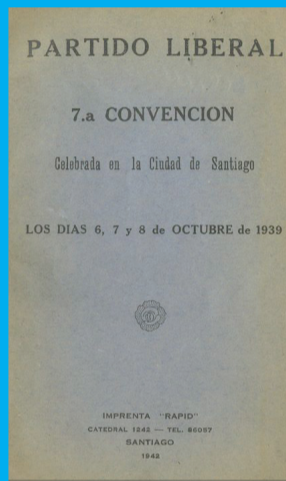 PARTIDO LIBERAL
7.a CONVENCION
Celebrada en la Ciudad de Santiago
LOS DIAS 6, 7 y 8 de OCTUBRE de 1939
IMPRENTA "RAPID"
CATEDRAL 1242 — TEL. 86057
SANTIAGO
1942